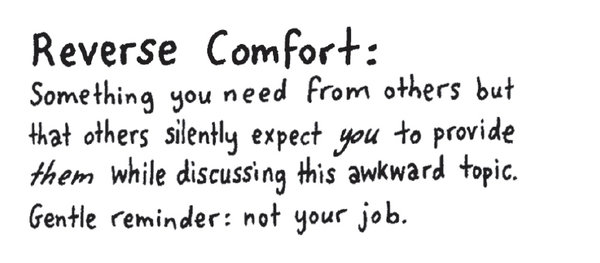 Reverse Comfort:
Something you need from others but
that others silently expect you to provide
them while discussing this awkward topic.
Gentle reminder: not your job.